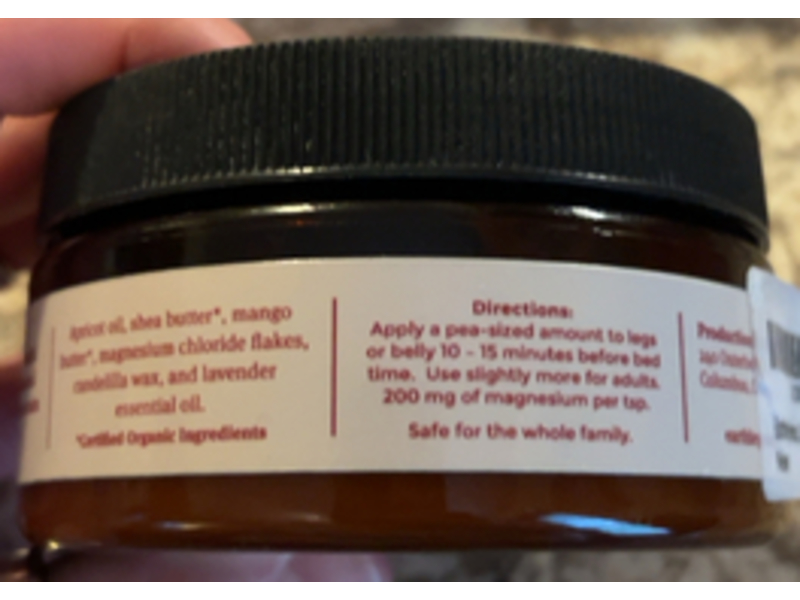 Apricot oil, shea butter*, mango
butter*, magnesium chloride flakes,
candelilla wax, and lavender
essential oil.
*Certified Organic Ingredients
Directions:
Apply a pea-sized amount to legs
or belly 10 - 15 minutes before bed
time. Use slightly more for adults.
200 mg of magnesium per tsp.
Safe for the whole family.
Columbus,